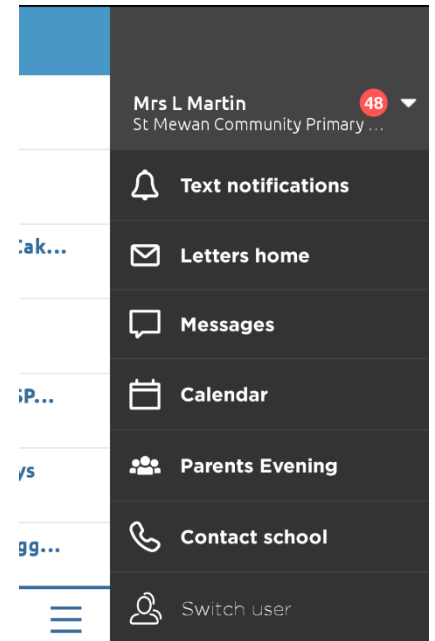 Mrs L Martin 48
St Mewan Community Primary ...
Text notifications
Letters home
Messages
Calendar
Parents Evening
Contact school
Switch user